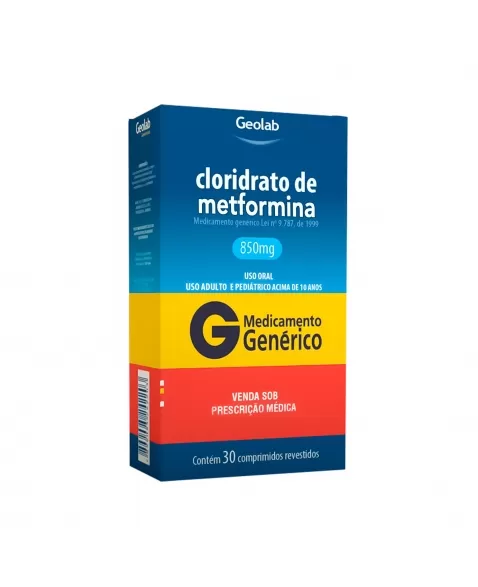 Geolab
cloridrato de
metformina
Medicamento genérico Lei nº 9.787, de 1999
850mg
USO ORAL
USO ADULTO E PEDIÁTRICO ACIMA DE 10 ANOS
G Medicamento
Genérico
VENDA SOB
PRESCRIÇÃO MÉDICA
Contém 30 comprimidos revestidos